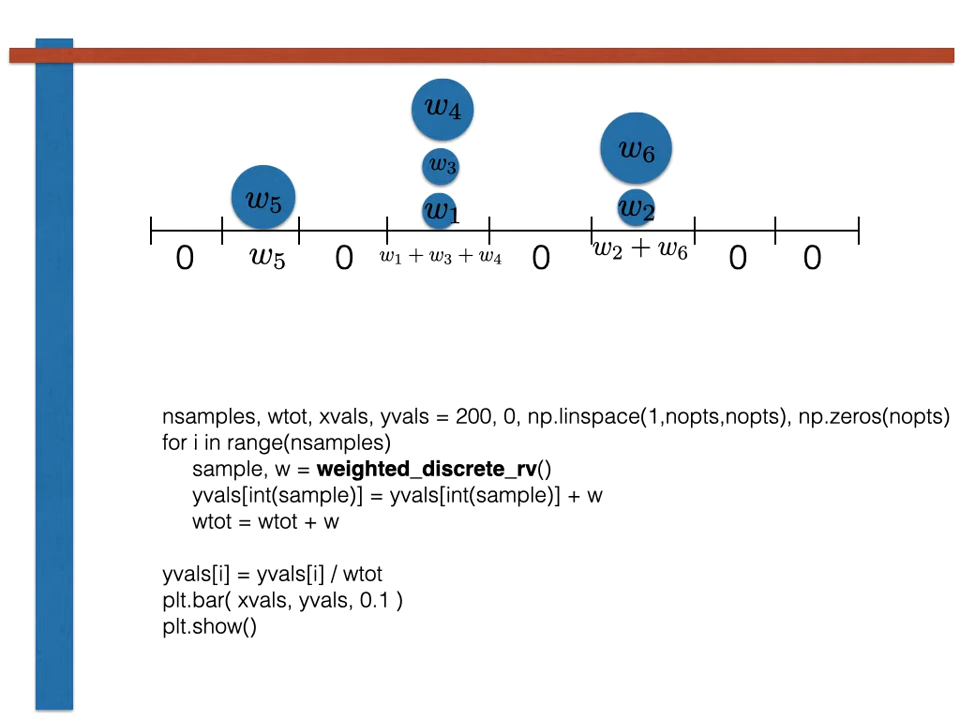 w₄
w₃
w₆
w₅
w₁
w₂
0 w₅ 0 w₁ + w₃ + w₄ 0 w₂ + w₆ 0 0
nsamples, wtot, xvals, yvals = 200, 0, np.linspace(1,nopts,nopts), np.zeros(nopts)
for i in range(nsamples)
sample, w = weighted_discrete_rv()
yvals[int(sample)] = yvals[int(sample)] + w
wtot = wtot + w
yvals[i] = yvals[i] / wtot
plt.bar( xvals, yvals, 0.1 )
plt.show()